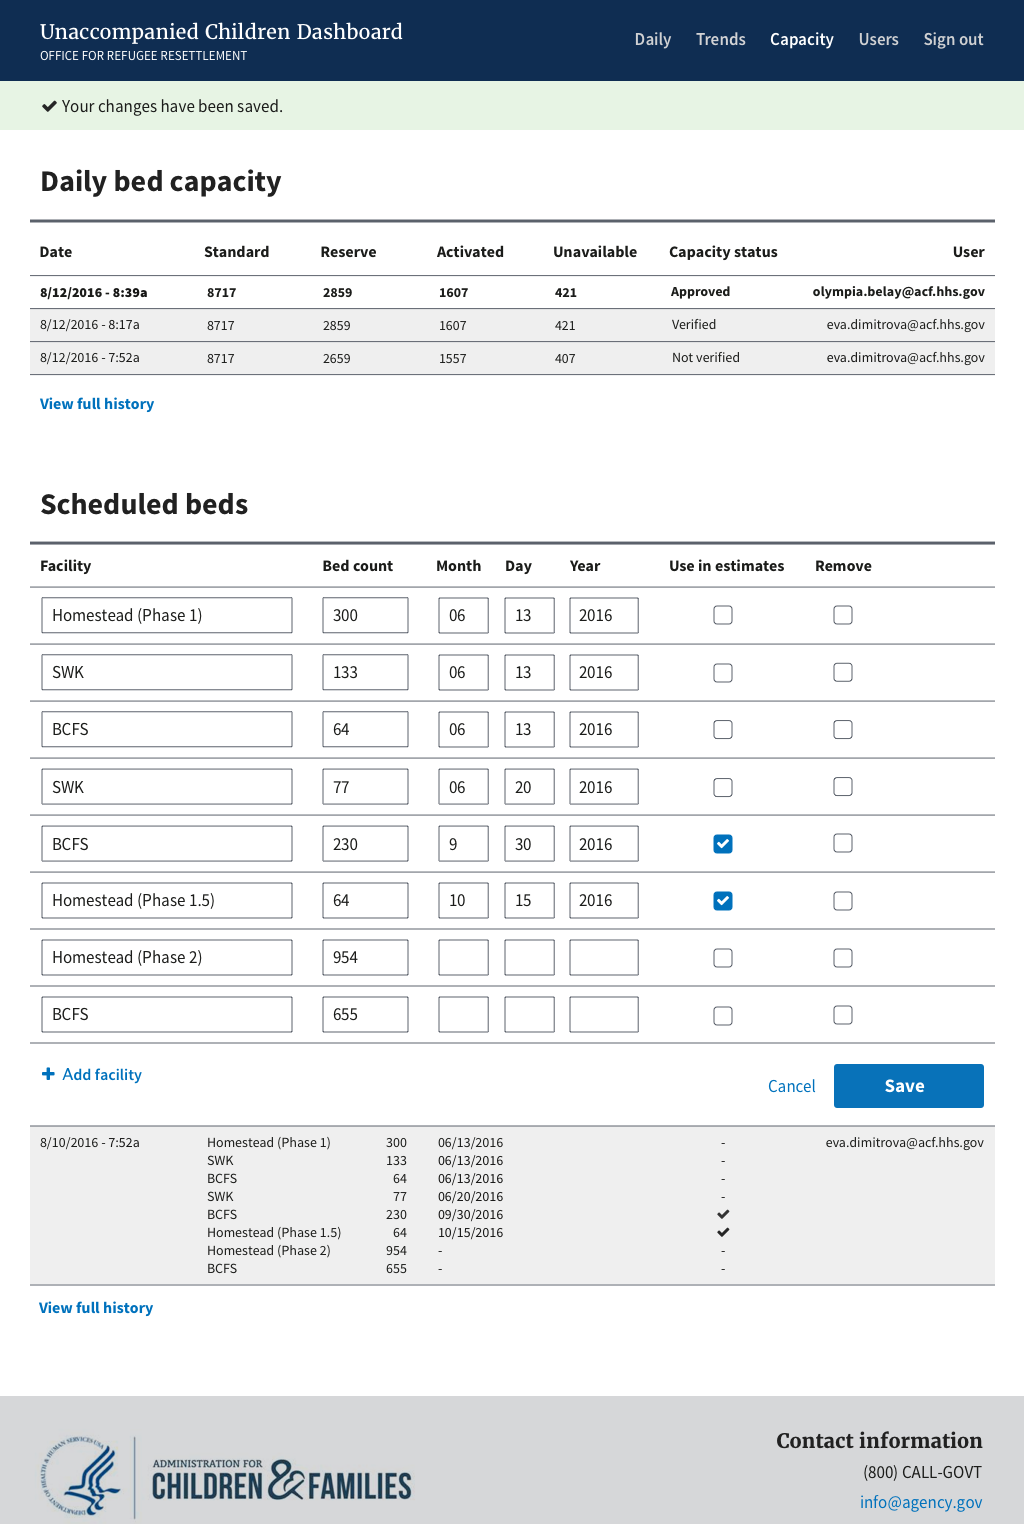 Unaccompanied Children Dashboard
OFFICE FOR REFUGEE RESETTLEMENT
Daily Trends Capacity Users Sign out
Your changes have been saved.
Daily bed capacity
Date Standard Reserve Activated Unavailable Capacity status User
8/12/2016 - 8:39a 8717 2859 1607 421 Approved olympia.belay@acf.hhs.gov
8/12/2016 - 8:17a 8717 2859 1607 421 Verified eva.dimitrova@acf.hhs.gov
8/12/2016 - 7:52a 8717 2659 1557 407 Not verified eva.dimitrova@acf.hhs.gov
View full history
Scheduled beds
Facility Bed count Month Day Year Use in estimates Remove
Homestead (Phase 1) 300 06 13 2016
SWK 133 06 13 2016
BCFS 64 06 13 2016
SWK 77 06 20 2016
BCFS 230 9 30 2016
Homestead (Phase 1.5) 64 10 15 2016
Homestead (Phase 2) 954
BCFS 655
Add facility
Cancel Save
8/10/2016 - 7:52a Homestead (Phase 1) 300 06/13/2016 - eva.dimitrova@acf.hhs.gov
SWK 133 06/13/2016 -
BCFS 64 06/13/2016 -
SWK 77 06/20/2016 -
BCFS 230 09/30/2016 ✔
Homestead (Phase 1.5) 64 10/15/2016 ✔
Homestead (Phase 2) 954 - -
BCFS 655 - -
View full history
DEPARTMENT OF HEALTH & HUMAN SERVICES USA
ADMINISTRATION FOR
CHILDREN & FAMILIES
Contact information
(800) CALL-GOVT
info@agency.gov